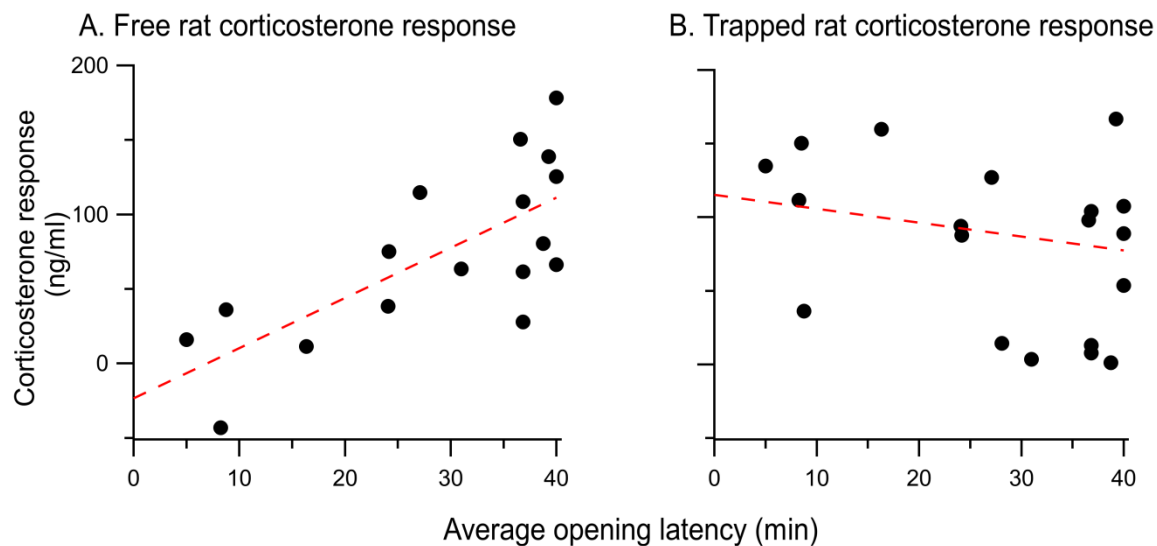 A. Free rat corticosterone response
B. Trapped rat corticosterone response
Corticosterone response
(ng/ml)
200
100
0
0 10 20 30 40
0 10 20 30 40
Average opening latency (min)